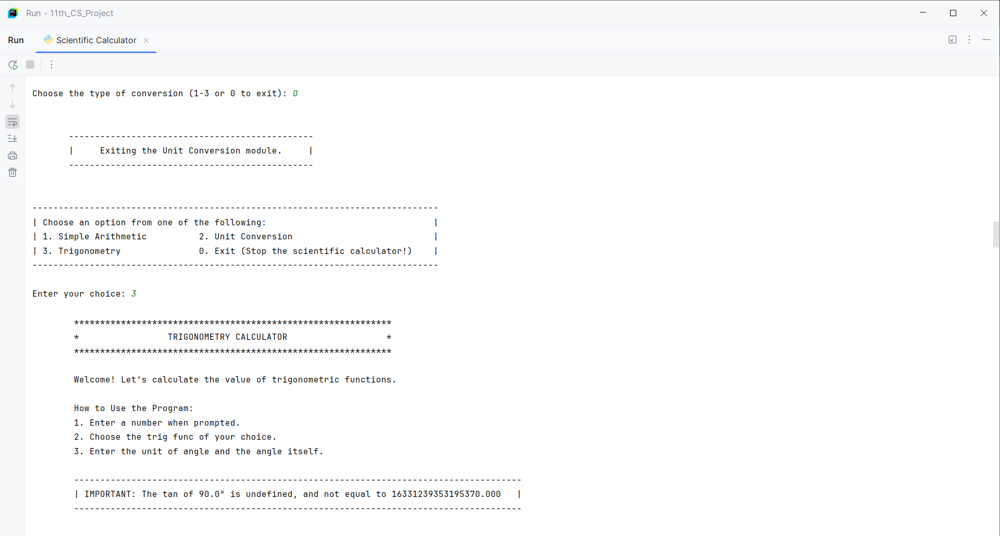 Run - 11th_CS_Project
Run Scientific Calculator
Choose the type of conversion (1-3 or 0 to exit): 0
-----------------------------------------------
|     Exiting the Unit Conversion module.     |
-----------------------------------------------
------------------------------------------------------------------------------
| Choose an option from one of the following:                                |
| 1. Simple Arithmetic          2. Unit Conversion                           |
| 3. Trigonometry               0. Exit (Stop the scientific calculator!)    |
------------------------------------------------------------------------------
Enter your choice: 3
*************************************************************
*                 TRIGONOMETRY CALCULATOR                   *
*************************************************************
Welcome! Let's calculate the value of trigonometric functions.
How to Use the Program:
1. Enter a number when prompted.
2. Choose the trig func of your choice.
3. Enter the unit of angle and the angle itself.
--------------------------------------------------------------------------------------
| IMPORTANT: The tan of 90.0° is undefined, and not equal to 16331239353195370.000   |
--------------------------------------------------------------------------------------